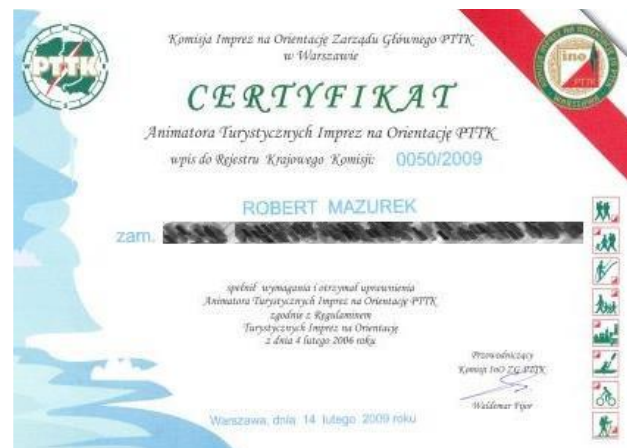 PTTK
Komisja Imprez na Orientację Zarządu Głównego PTTK
w Warszawie
ino
PTTK
CERTYFIKAT
Animatora Turystycznych Imprez na Orientację PTTK
wpis do Rejestru Krajowego Komisji: 0050/2009
ROBERT MAZUREK
zam.
spełnił wymagania i otrzymał uprawnienia
Animatora Turystycznych Imprez na Orientację PTTK
zgodnie z Regulaminem
Turystycznych Imprez na Orientację
z dnia 4 lutego 2006 roku
Przewodniczący
Komisji InO ZG PTTK
Waldemar Fijor
Warszawa, dnia 14 lutego 2009 roku